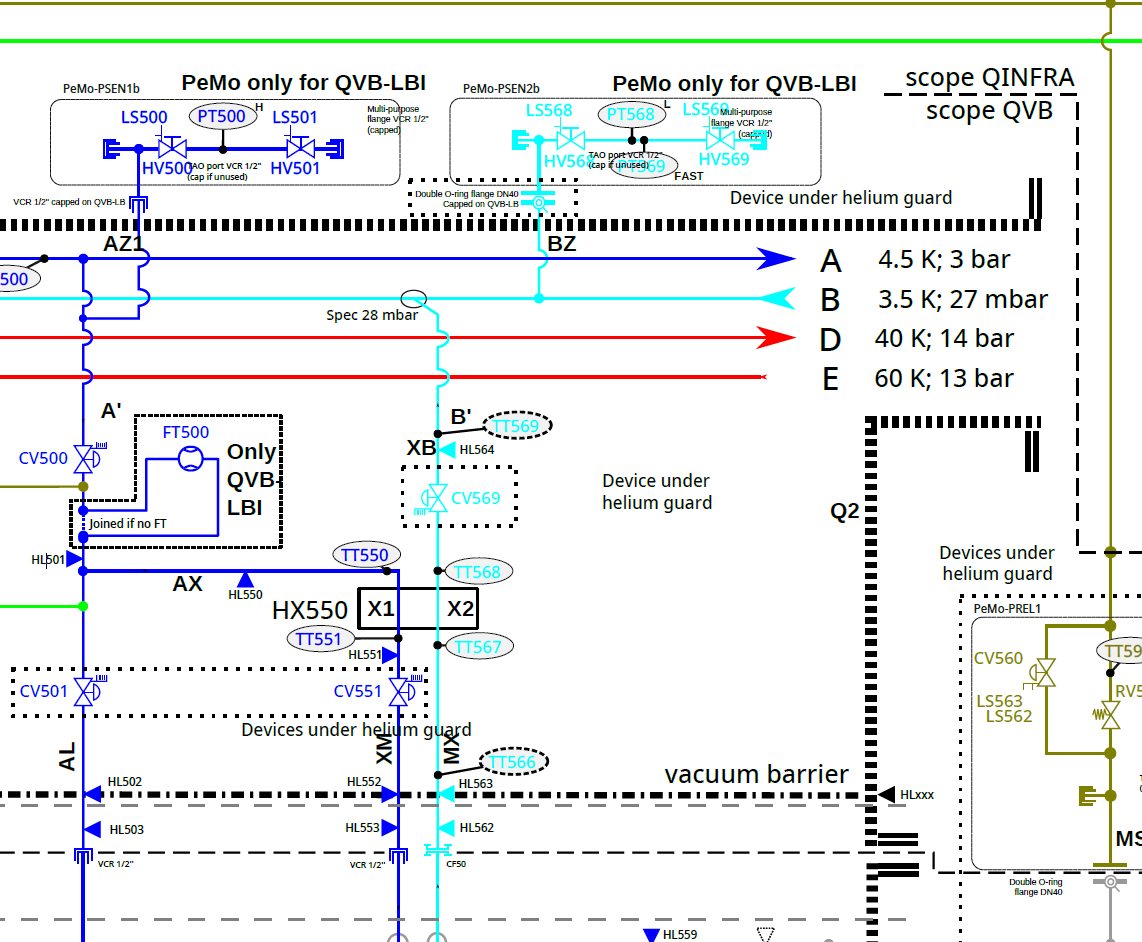 PeMo-PSEN1b
PeMo only for QVB-LBI
PeMo-PSEN2b
PeMo only for QVB-LBI
scope QINFRA
scope QVB
LS500
PT500
H
LS501
Multi-purpose
flange VCR 1/2"
(capped)
HV500
TAO port VCR 1/2"
(cap if unused)
HV501
LS568
PT568
L
LS569
Multi-purpose
flange VCR 1/2"
(capped)
HV568
TAO port VCR 1/2"
(cap if unused)
HV569
FAST
VCR 1/2" capped on QVB-LB
Double O-ring flange DN40
Capped on QVB-LB
Device under helium guard
AZ1
BZ
500
A 4.5 K; 3 bar
B 3.5 K; 27 mbar
Spec 28 mbar
D 40 K; 14 bar
E 60 K; 13 bar
A'
B'
TT569
FT500
XB
HL564
CV500
Only
QVB-
LBI
Device under
helium guard
CV569
Q2
Joined if no FT
HL501
TT550
AX
HL550
TT568
Devices under
helium guard
HX550
X1
X2
PeMo-PREL1
TT551
TT567
HL551
CV560
TT59
CV501
CV551
LS563
LS562
RV5
Devices under helium guard
AL
XM
MX
TT566
vacuum barrier
HL502
HL552
HL563
HLxxx
HL503
HL553
HL562
MS
VCR 1/2"
VCR 1/2"
CF50
Double O-ring
flange DN40
HL559